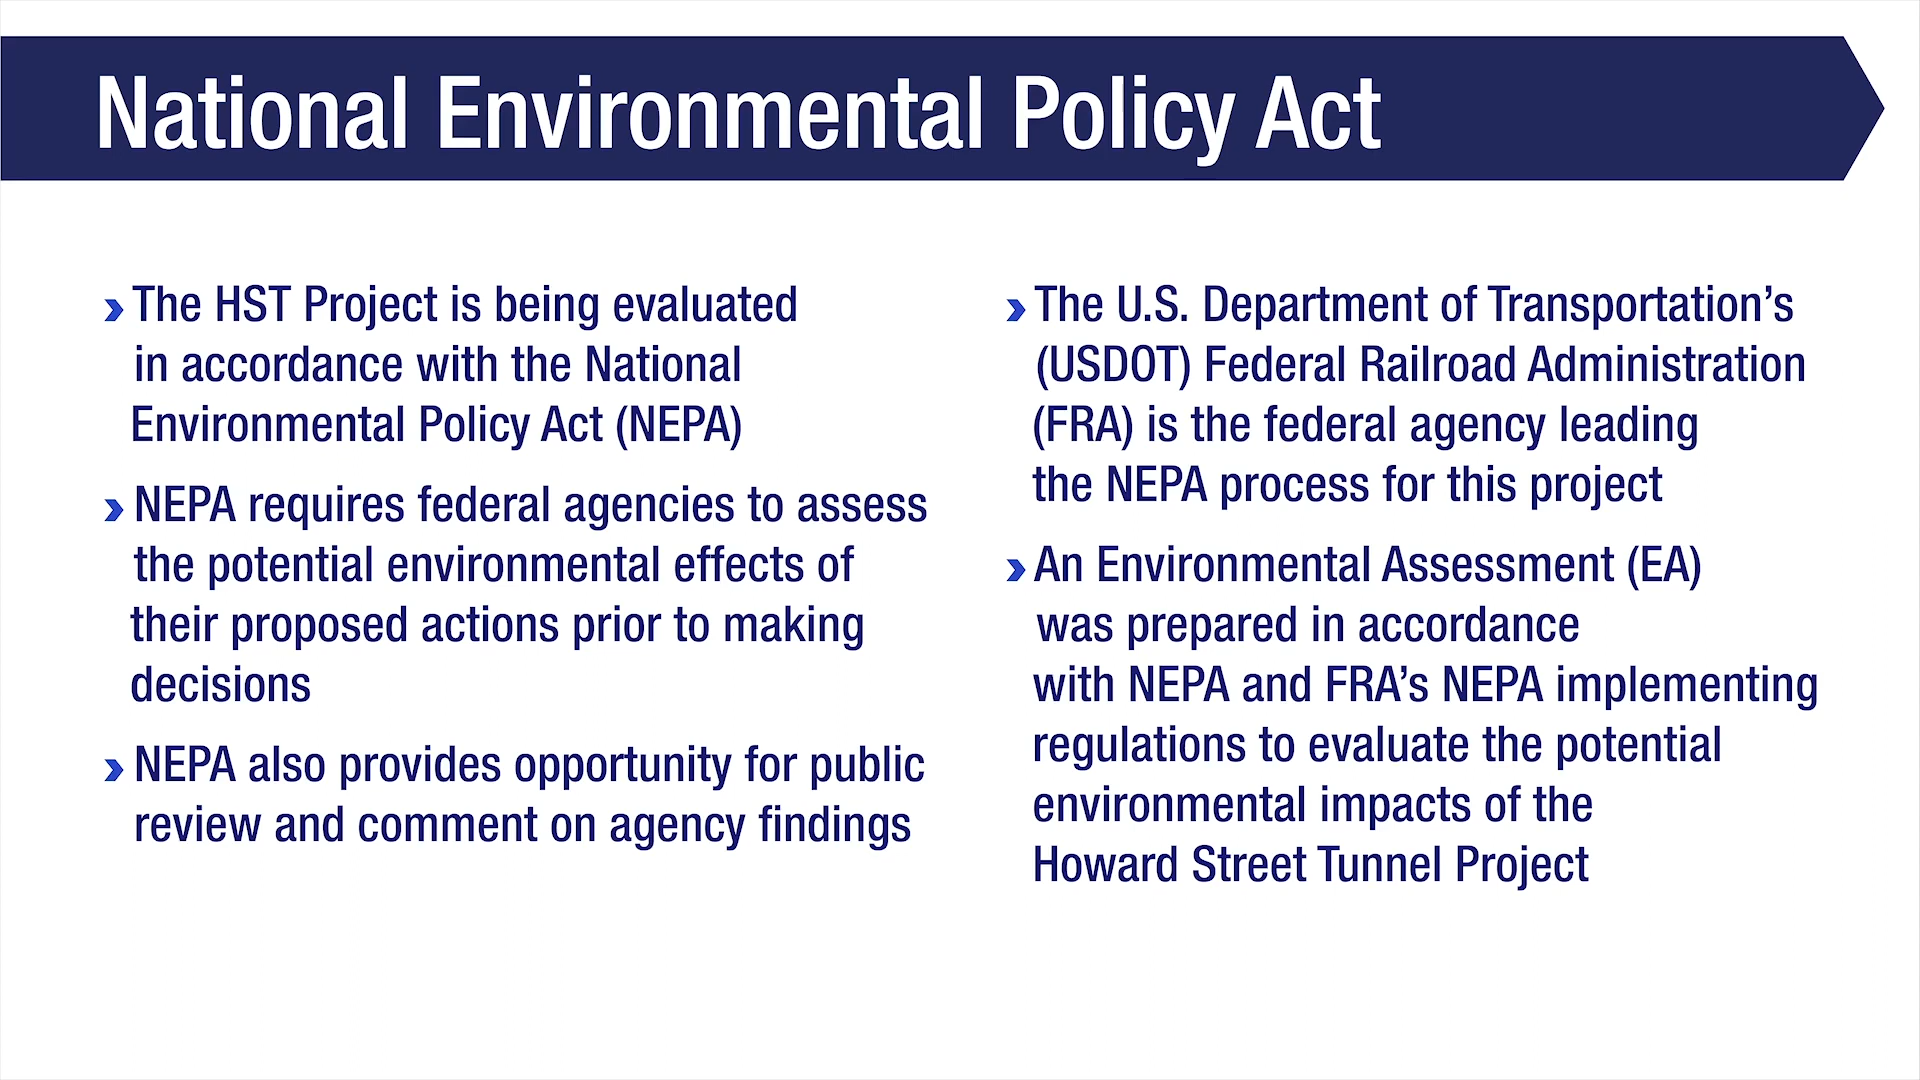 National Environmental Policy Act
› The HST Project is being evaluated
in accordance with the National
Environmental Policy Act (NEPA)
› NEPA requires federal agencies to assess
the potential environmental effects of
their proposed actions prior to making
decisions
› NEPA also provides opportunity for public
review and comment on agency findings
› The U.S. Department of Transportation’s
(USDOT) Federal Railroad Administration
(FRA) is the federal agency leading
the NEPA process for this project
› An Environmental Assessment (EA)
was prepared in accordance
with NEPA and FRA’s NEPA implementing
regulations to evaluate the potential
environmental impacts of the
Howard Street Tunnel Project